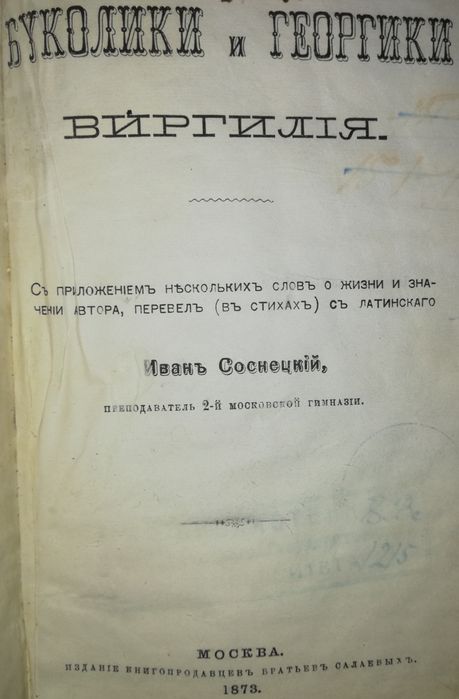 БУКОЛИКИ И ГЕОРГИКИ
ВИРГИЛІЯ.
Съ приложеніемъ нѣсколькихъ словъ о жизни и зна-
ченіи автора, перевелъ (въ стихахъ) съ латинскаго
Иванъ Соснецкій,
преподаватель 2-й московской гимназіи.
МОСКВА.
ИЗДАНІЕ КНИГОПРОДАВЦЕВЪ БРАТЬЕВЪ САЛАЕВЫХЪ.
1873.
1215